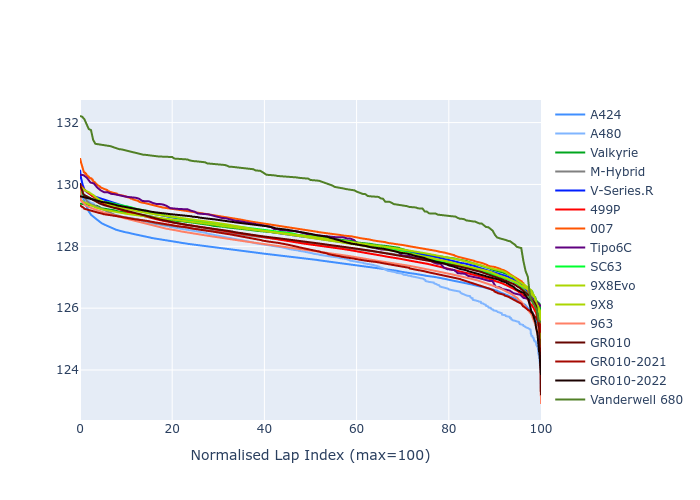 132
130
128
126
124
0
20
40
60
80
100
Normalised Lap Index (max=100)
A424
A480
Valkyrie
M-Hybrid
V-Series.R
499P
007
Tipo6C
SC63
9X8Evo
9X8
963
GR010
GR010-2021
GR010-2022
Vanderwell 680